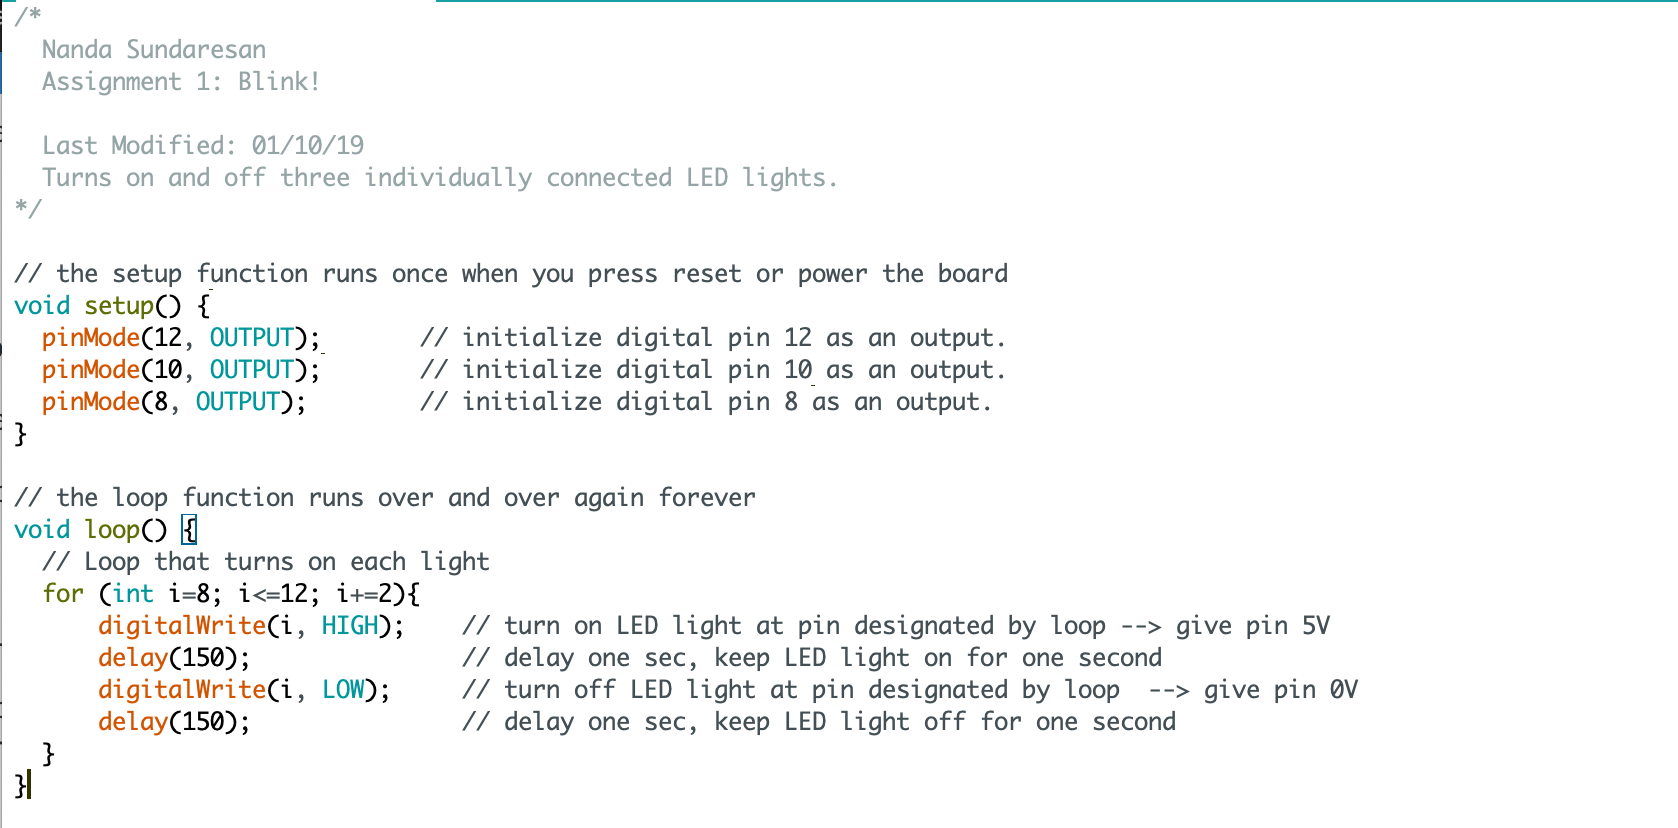 /*
  Nanda Sundaresan
  Assignment 1: Blink!

  Last Modified: 01/10/19
  Turns on and off three individually connected LED lights.
*/

// the setup function runs once when you press reset or power the board
void setup() {
  pinMode(12, OUTPUT);       // initialize digital pin 12 as an output.
  pinMode(10, OUTPUT);       // initialize digital pin 10 as an output.
  pinMode(8, OUTPUT);        // initialize digital pin 8 as an output.
}

// the loop function runs over and over again forever
void loop() {
  // Loop that turns on each light
  for (int i=8; i<=12; i+=2){
      digitalWrite(i, HIGH);    // turn on LED light at pin designated by loop --> give pin 5V
      delay(150);               // delay one sec, keep LED light on for one second
      digitalWrite(i, LOW);     // turn off LED light at pin designated by loop  --> give pin 0V
      delay(150);               // delay one sec, keep LED light off for one second
  }
}